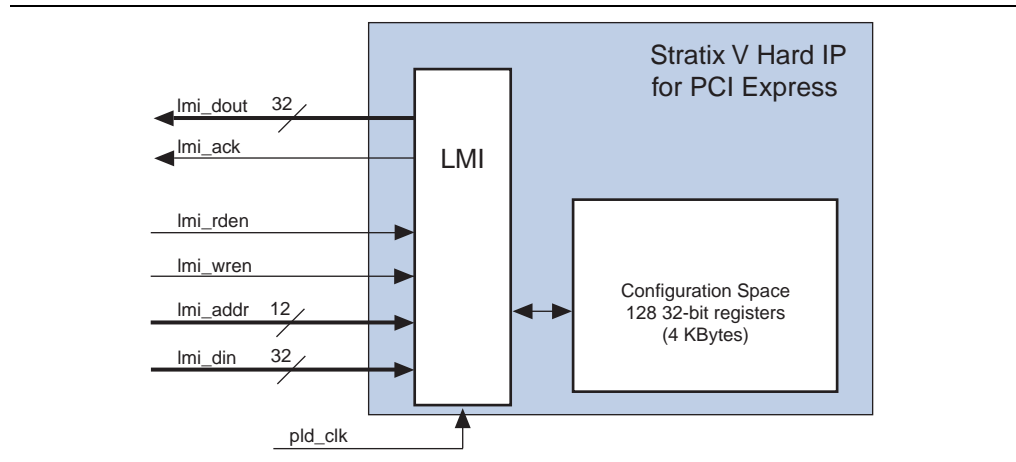 Stratix V Hard IP
for PCI Express
lmi_dout 32
lmi_ack
LMI
lmi_rden
lmi_wren
lmi_addr 12
lmi_din 32
Configuration Space
128 32-bit registers
(4 KBytes)
pld_clk